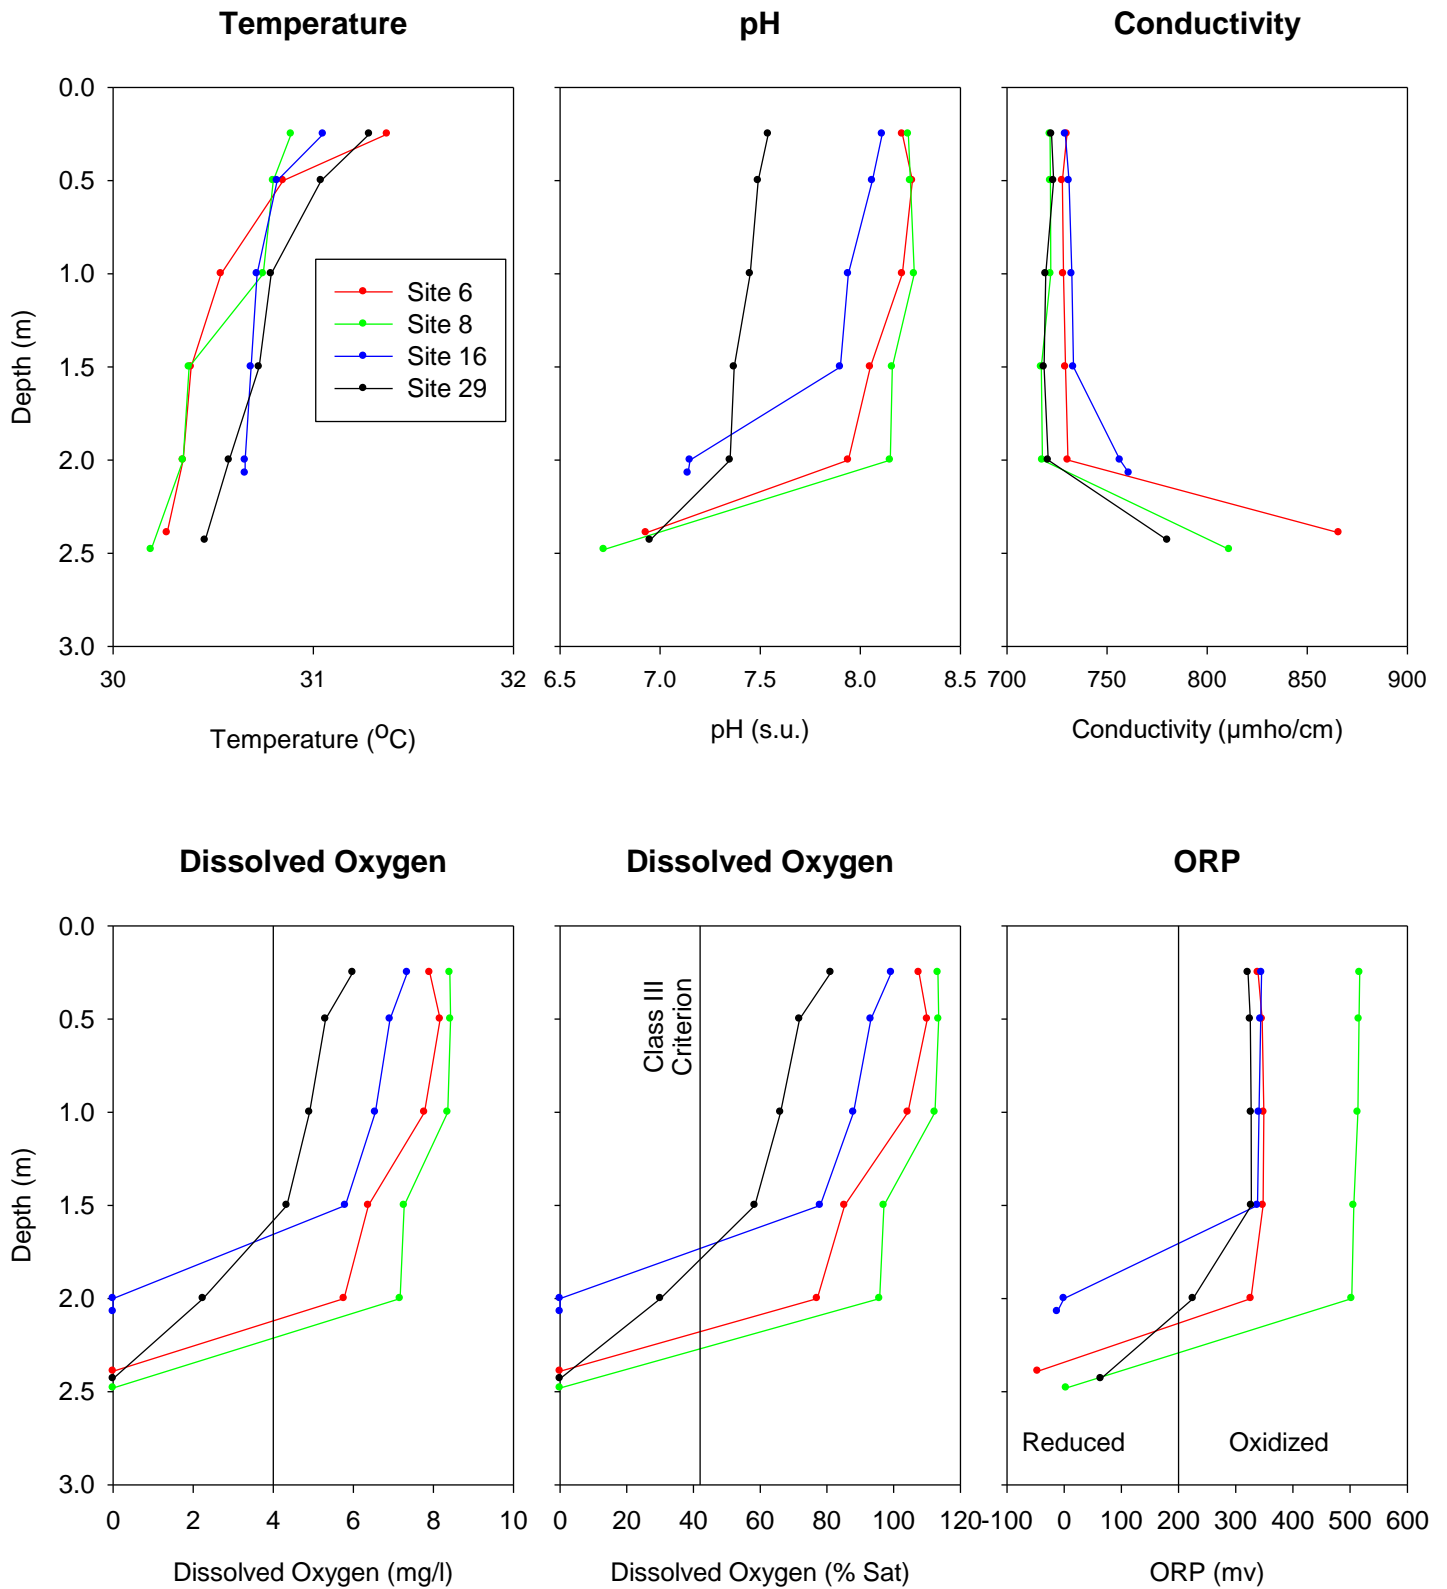 Temperature
pH
Conductivity
0.0
0.5
1.0
1.5
2.0
2.5
3.0
Depth (m)
Site 6
Site 8
Site 16
Site 29
30
31
32
6.5
7.0
7.5
8.0
8.5
700
750
800
850
900
Temperature (°C)
pH (s.u.)
Conductivity (µmho/cm)
Dissolved Oxygen
Dissolved Oxygen
ORP
0.0
0.5
1.0
1.5
2.0
2.5
3.0
Depth (m)
Class III
Criterion
Reduced
Oxidized
0
2
4
6
8
10
0
20
40
60
80
100
120
-100
0
100
200
300
400
500
600
Dissolved Oxygen (mg/l)
Dissolved Oxygen (% Sat)
ORP (mv)